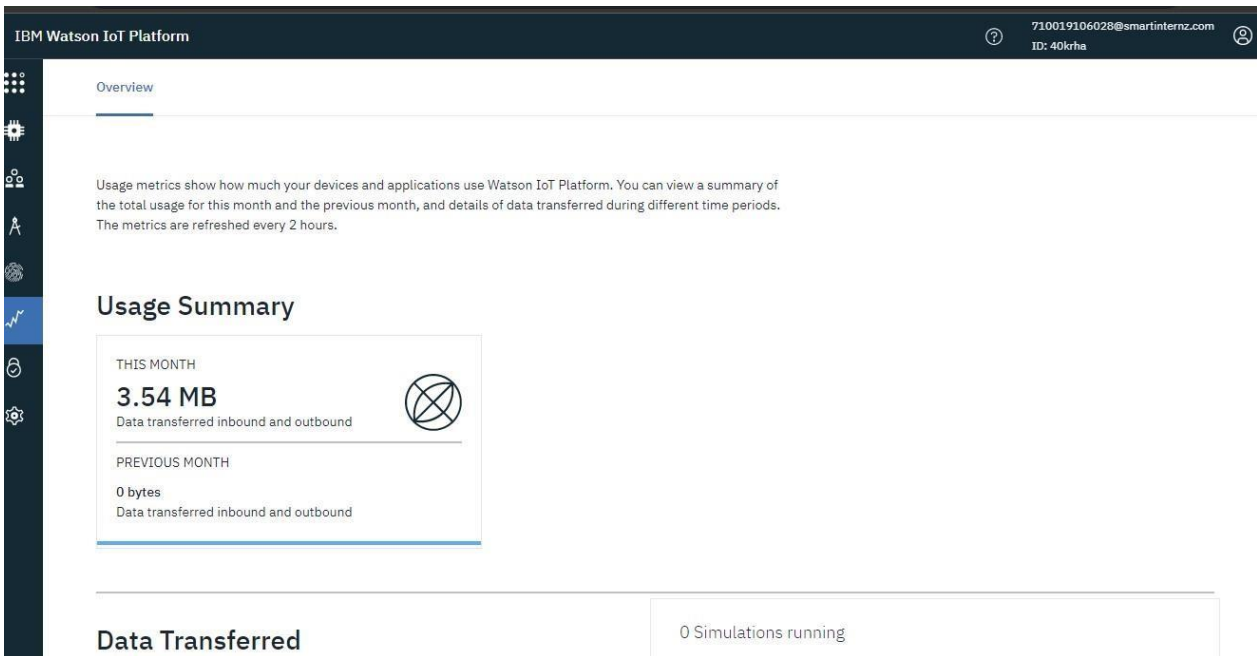 IBM Watson IoT Platform
710019106028@smartinternz.com
ID: 40krha
Overview
Usage metrics show how much your devices and applications use Watson IoT Platform. You can view a summary of
the total usage for this month and the previous month, and details of data transferred during different time periods.
The metrics are refreshed every 2 hours.
Usage Summary
THIS MONTH
3.54 MB
Data transferred inbound and outbound
PREVIOUS MONTH
0 bytes
Data transferred inbound and outbound
Data Transferred
0 Simulations running